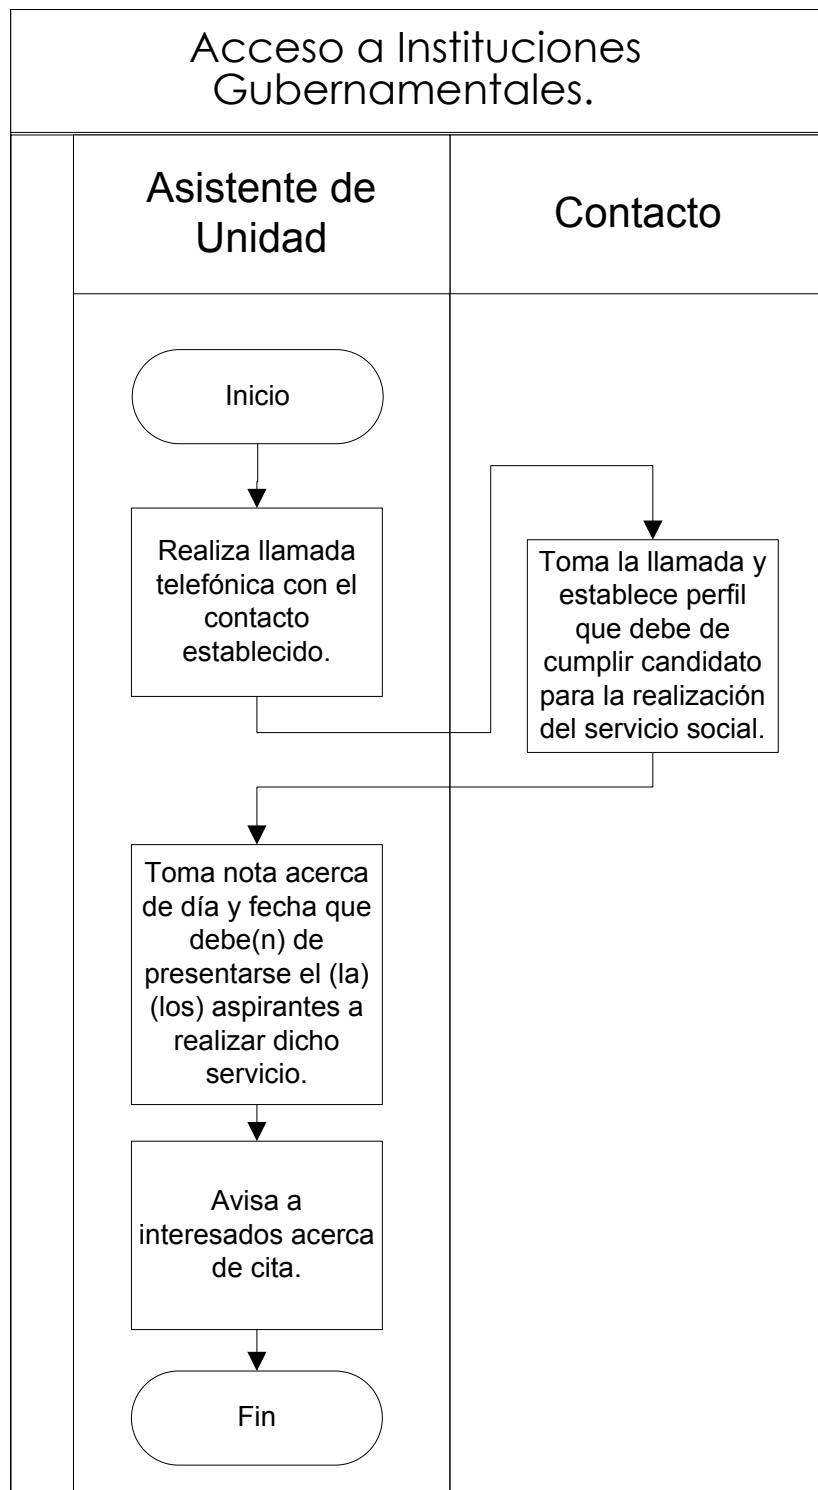 Acceso a Instituciones
Gubernamentales.
Asistente de
Unidad
Contacto
Inicio
Realiza llamada
telefónica con el
contacto
establecido.
Toma la llamada y
establece perfil
que debe de
cumplir candidato
para la realización
del servicio social.
Toma nota acerca
de día y fecha que
debe(n) de
presentarse el (la)
(los) aspirantes a
realizar dicho
servicio.
Avisa a
interesados acerca
de cita.
Fin